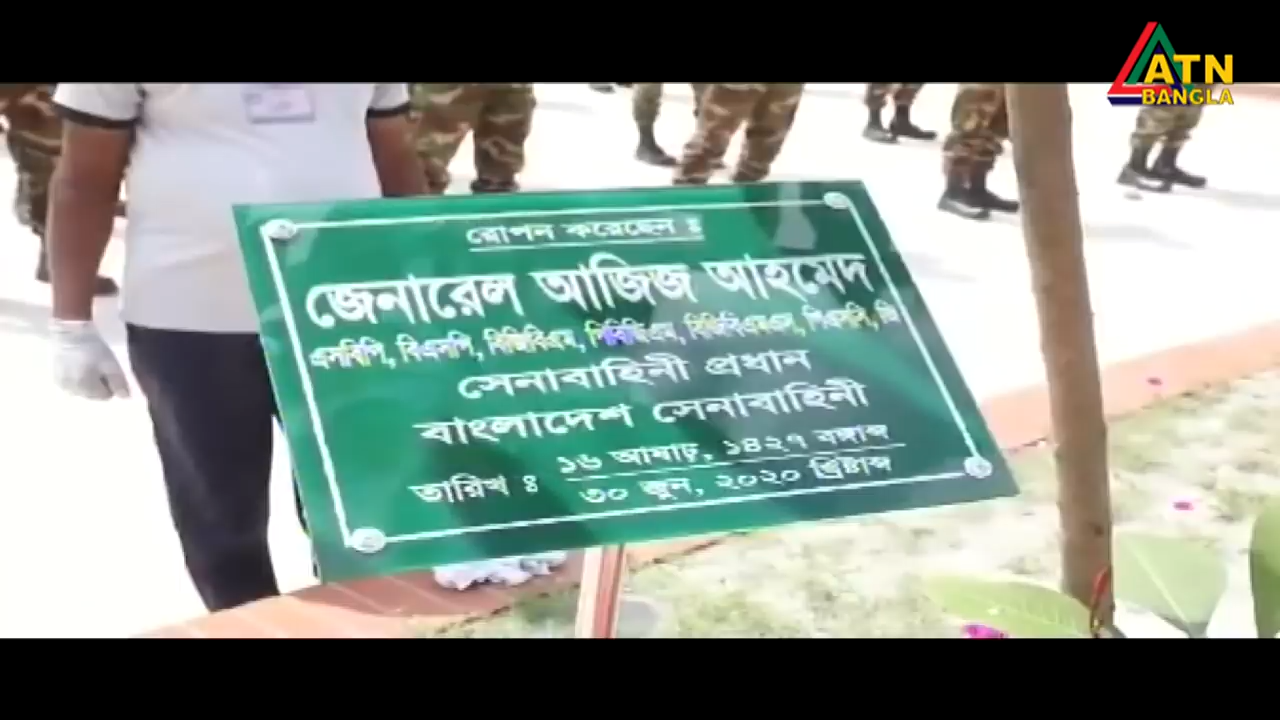 ATN
BANGLA
রোপন করেছেন ঃ
জেনারেল আজিজ আহমেদ
এসবিপি, বিএসপি, বিজিবিএম, পিবিজিএম, বিজিবিএমএস, পিএসসি, জি
সেনাবাহিনী প্রধান
বাংলাদেশ সেনাবাহিনী
১৬ আষাঢ়, ১৪২৭ বঙ্গাব্দ
তারিখ ঃ
৩০ জুন, ২০২০ খ্রিষ্টাব্দ